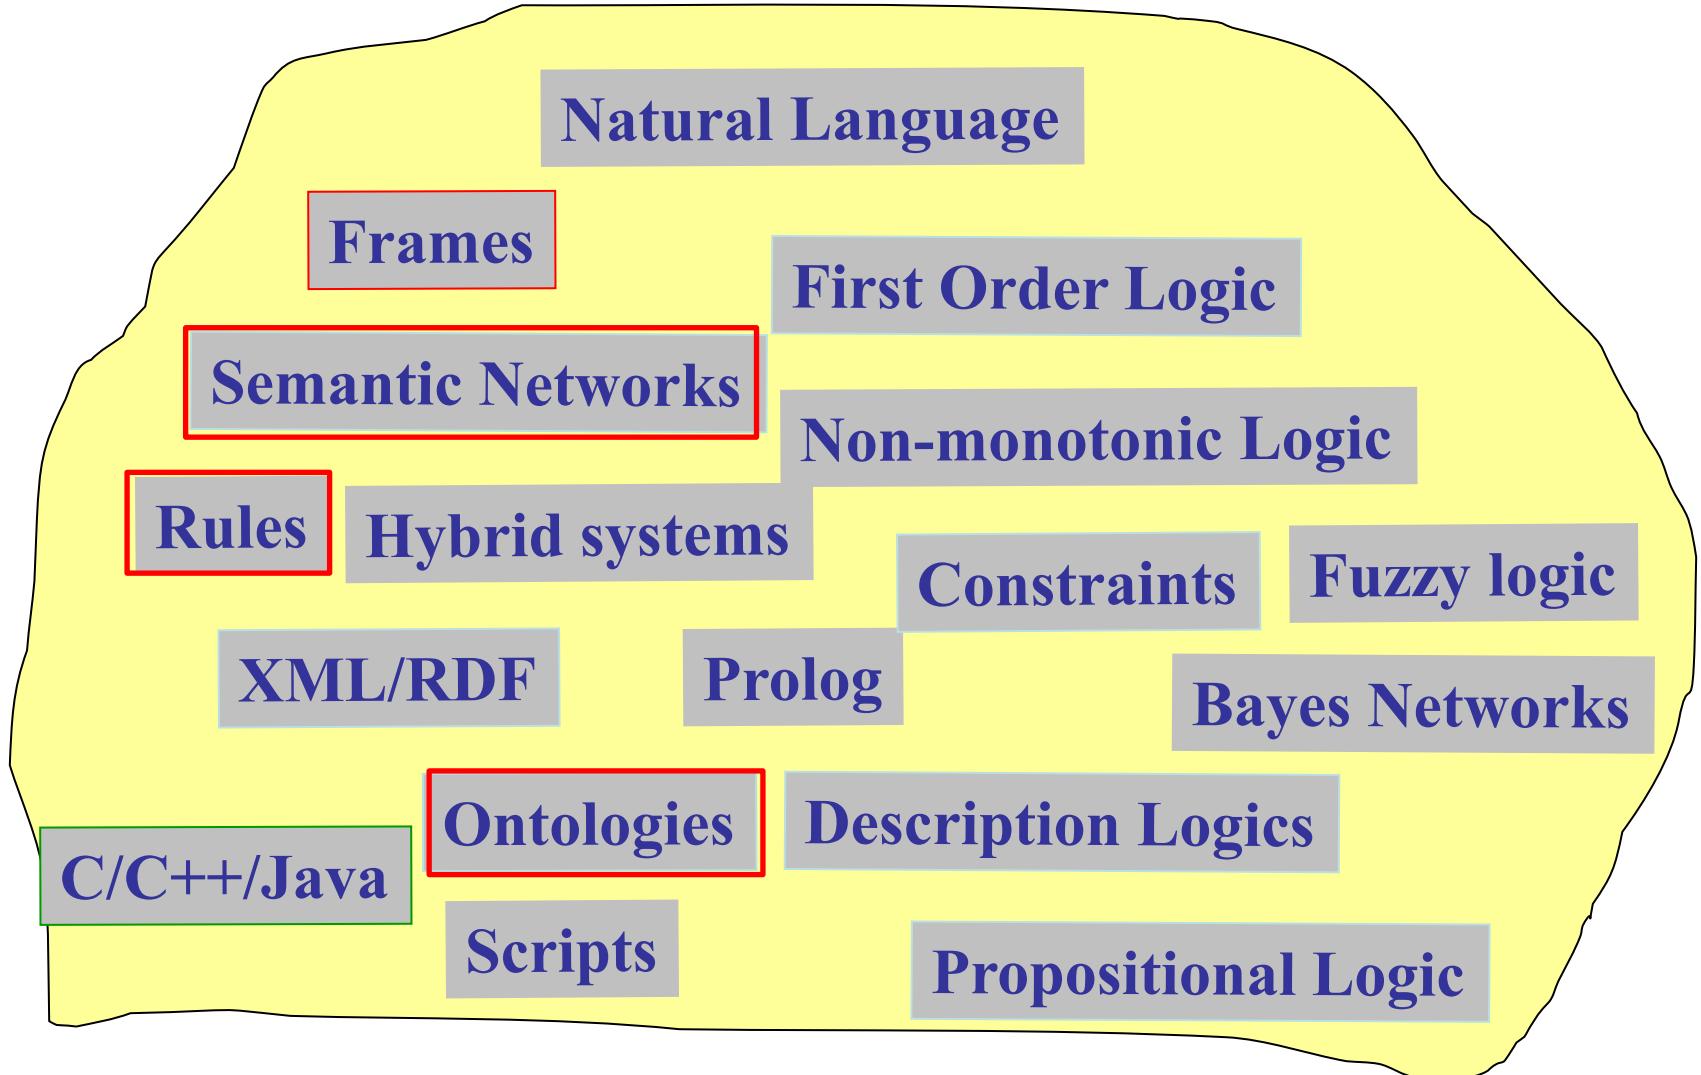 Natural Language
Frames
First Order Logic
Semantic Networks
Non-monotonic Logic
Rules
Hybrid systems
Constraints
Fuzzy logic
XML/RDF
Prolog
Bayes Networks
Ontologies
Description Logics
C/C++/Java
Scripts
Propositional Logic